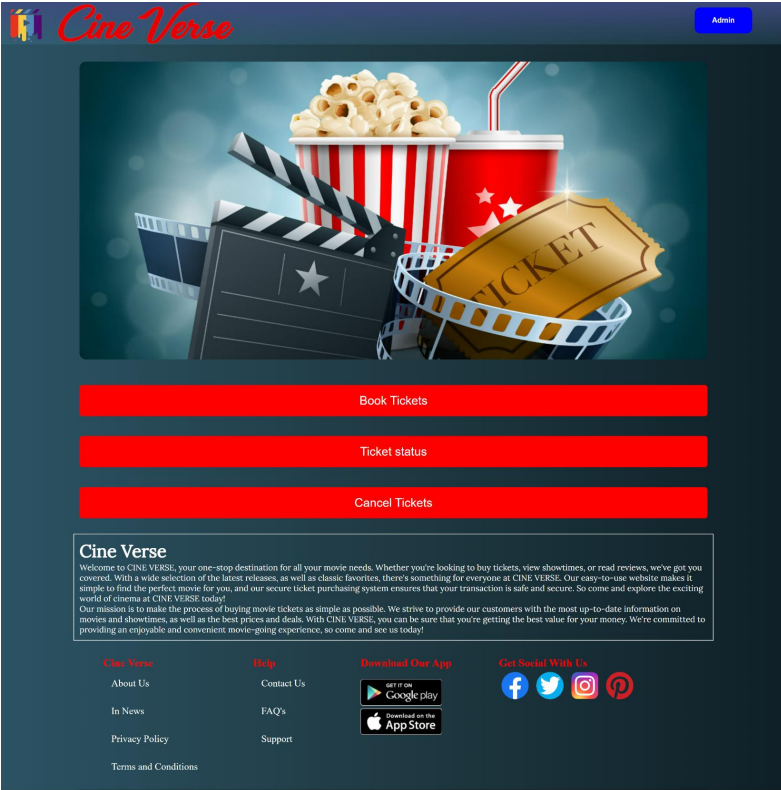 Cine Verse
Admin
TICKET
Book Tickets
Ticket status
Cancel Tickets
Cine Verse
Welcome to CINE VERSE, your one-stop destination for all your movie needs. Whether you're looking to buy tickets, view showtimes, or read reviews, we've got you
covered. With a wide selection of the latest releases, as well as classic favorites, there's something for everyone at CINE VERSE. Our easy-to-use website makes it
simple to find the perfect movie for you, and our secure ticket purchasing system ensures that your transaction is safe and secure. So come and explore the exciting
world of cinema at CINE VERSE today!
Our mission is to make the process of buying movie tickets as simple as possible. We strive to provide our customers with the most up-to-date information on
movies and showtimes, as well as the best prices and deals. With CINE VERSE, you can be sure that you're getting the best value for your money. We're committed to
providing an enjoyable and convenient movie-going experience, so come and see us today!
Cine Verse
About Us
In News
Privacy Policy
Terms and Conditions
Help
Contact Us
FAQ's
Support
Download Our App
GET IT ON
Google play
Download on the
App Store
Get Social With Us